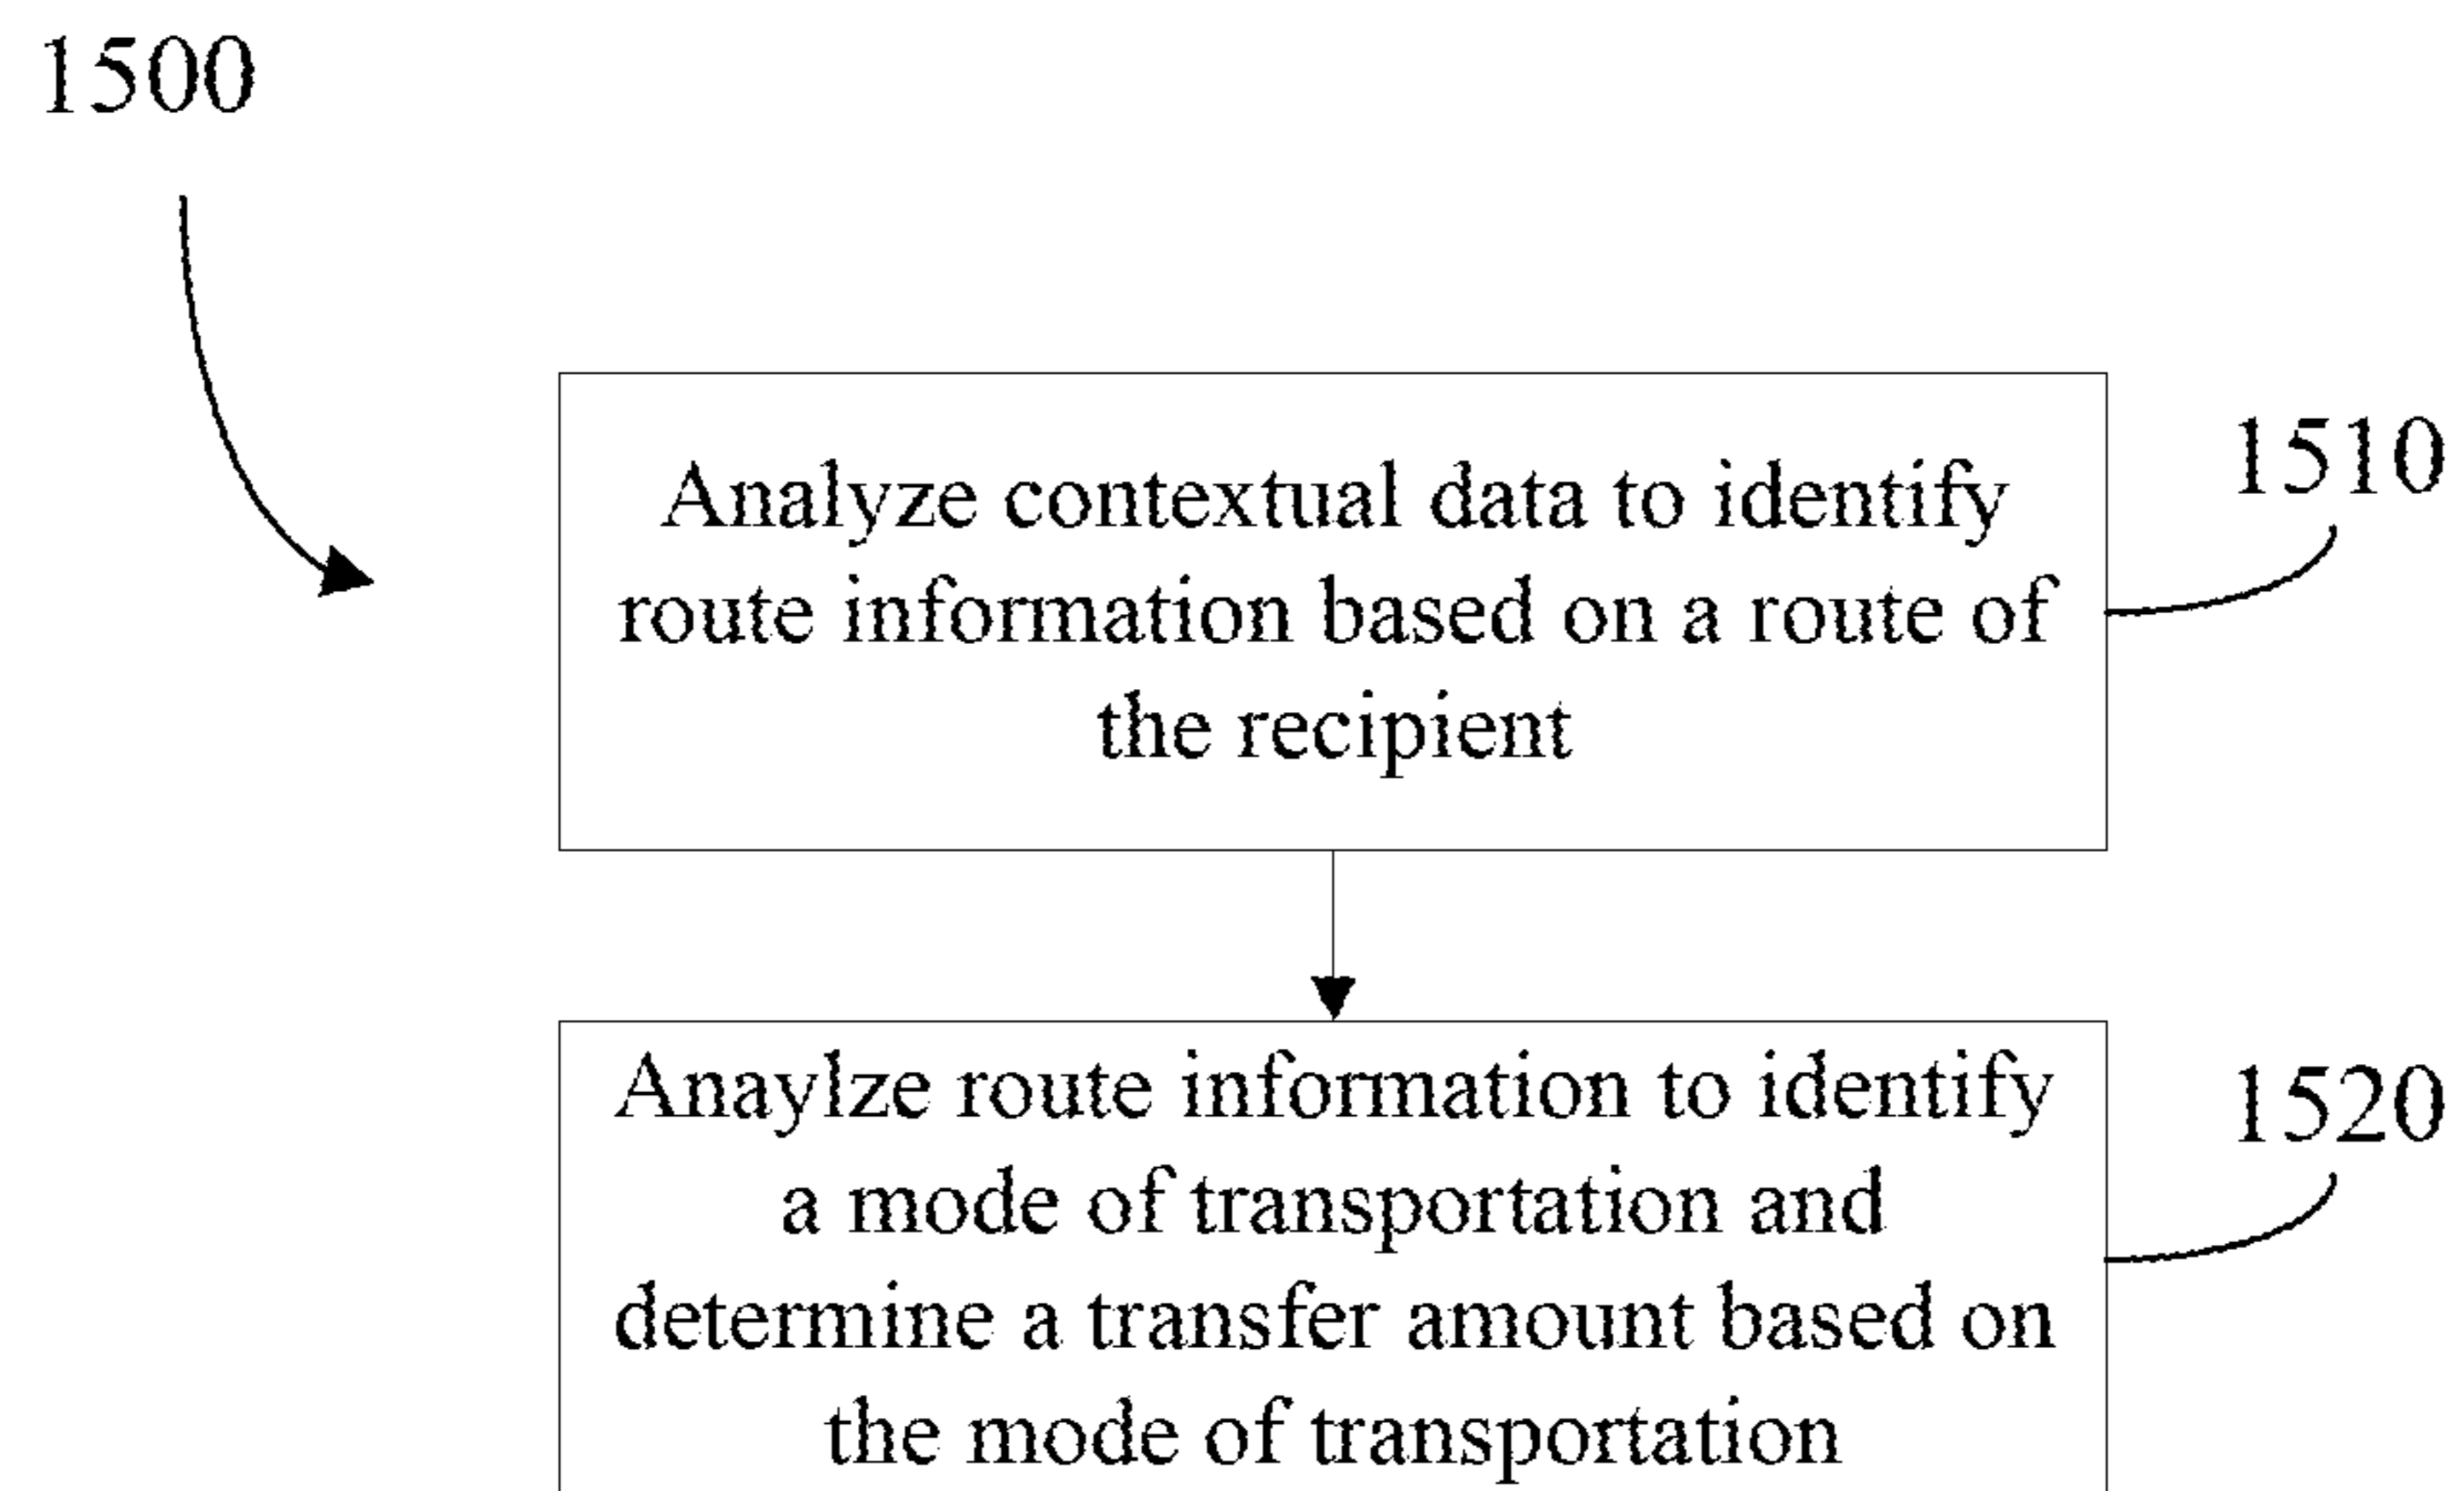 1500
Analyze contextual data to identify
route information based on a route of
the recipient
1510
Anaylze route information to identify
a mode of transportation and
determine a transfer amount based on
the mode of transportation
1520